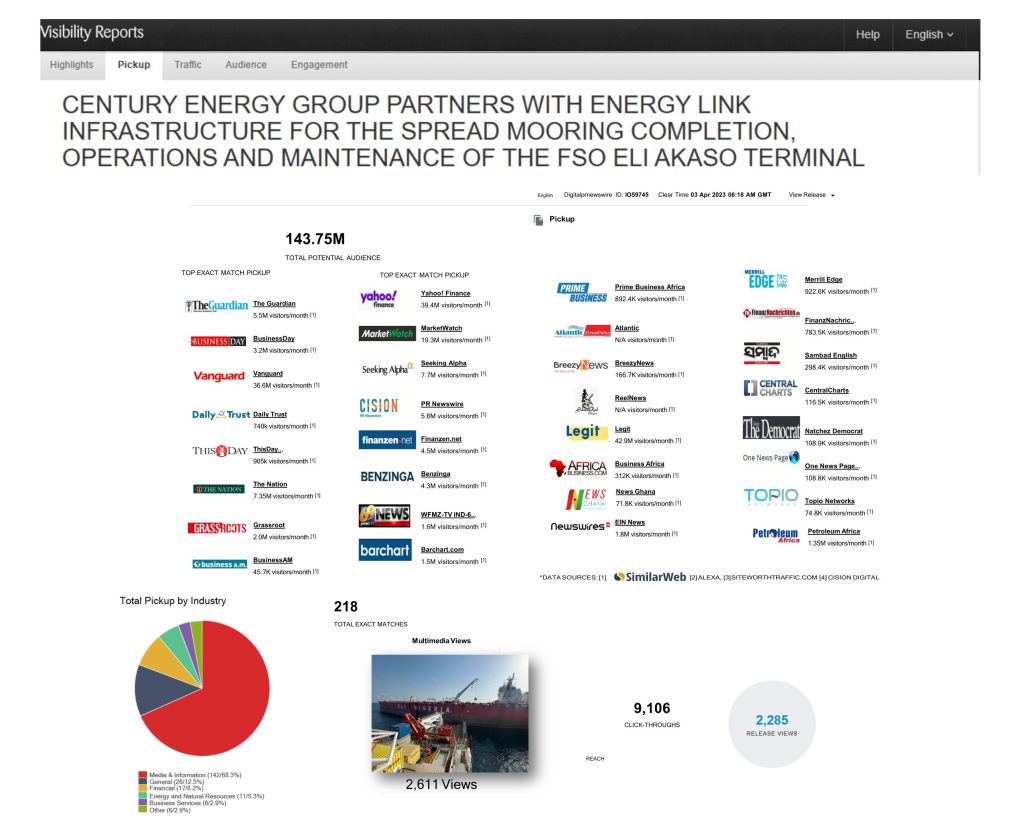 Visibility Reports
Help
English
Highlights
Pickup
Traffic
Audience
Engagement
CENTURY ENERGY GROUP PARTNERS WITH ENERGY LINK
INFRASTRUCTURE FOR THE SPREAD MOORING COMPLETION,
OPERATIONS AND MAINTENANCE OF THE FSO ELI AKASO TERMINAL
English Digitalprnewswire ID: IO59745 Clear Time 03 Apr 2023 06:18 AM GMT View Release
Pickup
143.75M
TOTAL POTENTIAL AUDIENCE
TOP EXACT MATCH PICKUP
TheGuardian
The Guardian
5.5M visitors/month [1]
BUSINESS DAY
BusinessDay
3.2M visitors/month [1]
Vanguard
Vanguard
36.6M visitors/month [1]
Daily Trust
Daily Trust
740k visitors/month [1]
THISDAY
ThisDay...
905k visitors/month [1]
THE NATION
The Nation
7.35M visitors/month [1]
GRASSROOTS
Grassroot
2.0M visitors/month [1]
business a.m.
BusinessAM
45.7K visitors/month [1]
TOP EXACT MATCH PICKUP
yahoo!
finance
Yahoo! Finance
39.4M visitors/month [1]
MarketWatch
MarketWatch
19.3M visitors/month [1]
Seeking Alpha α
Seeking Alpha
7.7M visitors/month [1]
CISION
PR Newswire
PR Newswire
5.8M visitors/month [1]
finanzen.net
Finanzen.net
4.5M visitors/month [1]
BENZINGA
Benzinga
4.3M visitors/month [1]
NEWS
WFMZ-TV IND-6...
1.6M visitors/month [1]
barchart
Barchart.com
1.5M visitors/month [1]
PRIME
BUSINESS
Prime Business Africa
892.4K visitors/month [1]
Atlantic
Atlantic
N/A visitors/month [1]
BreezyNews
BreezyNews
166.7K visitors/month [1]
ReelNews
N/A visitors/month [1]
Legit
Legit
42.9M visitors/month [1]
AFRICA
BUSINESS.COM
Business Africa
312K visitors/month [1]
NEWS
GHANA
News Ghana
71.8K visitors/month [1]
Newswires
EIN News
1.8M visitors/month [1]
MERRILL
EDGE
Merrill Edge
922.6K visitors/month [1]
FinanzNachrichten.de
FinanzNachric...
783.5K visitors/month [1]
ସମ୍ବାଦ
Sambad English
298.4K visitors/month [1]
CENTRAL
CHARTS
CentralCharts
116.5K visitors/month [1]
The Democrat
Natchez Democrat
108.9K visitors/month [1]
One News Page
One News Page...
108.8K visitors/month [1]
TOPIO
NETWORKS
Topio Networks
74.8K visitors/month [1]
Petroleum
Africa
Petroleum Africa
1.35M visitors/month [1]
*DATA SOURCES: [1] SimilarWeb [2] ALEXA, [3]SITEWORTHTRAFFIC.COM [4] CISION DIGITAL
Total Pickup by Industry
Media & Information (142/68.3%)
General (26/12.5%)
Financial (17/8.2%)
Energy and Natural Resources (11/5.3%)
Business Services (6/2.9%)
Other (6/2.9%)
218
TOTAL EXACT MATCHES
Multimedia Views
2,611 Views
9,106
CLICK-THROUGHS
REACH
2,285
RELEASE VIEWS